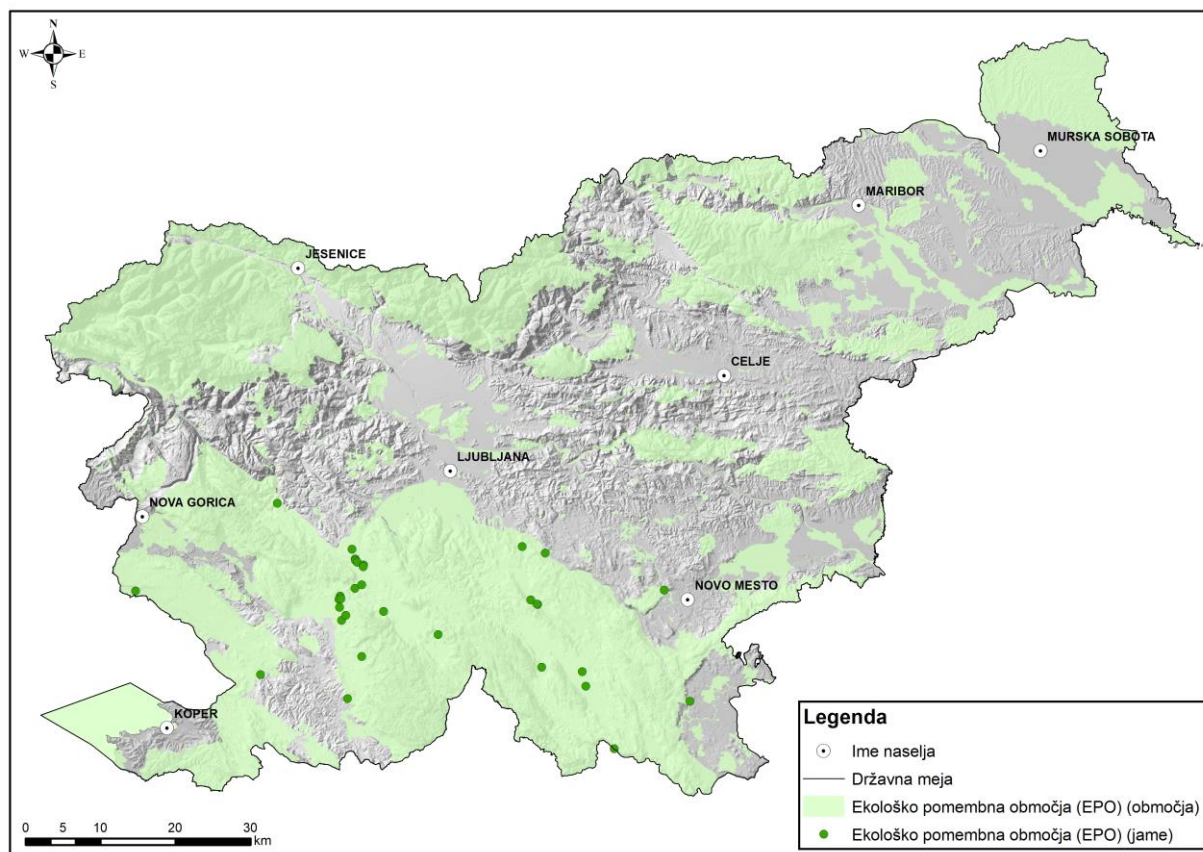 N
W E
S
MURSKA SOBOTA
MARIBOR
JESENICE
CELJE
LJUBLJANA
NOVA GORICA
NOVO MESTO
KOPER
Legenda
Ime naselja
Državna meja
Ekološko pomembna območja (EPO) (območja)
Ekološko pomembna območja (EPO) (jame)
0 5 10 20 30
km